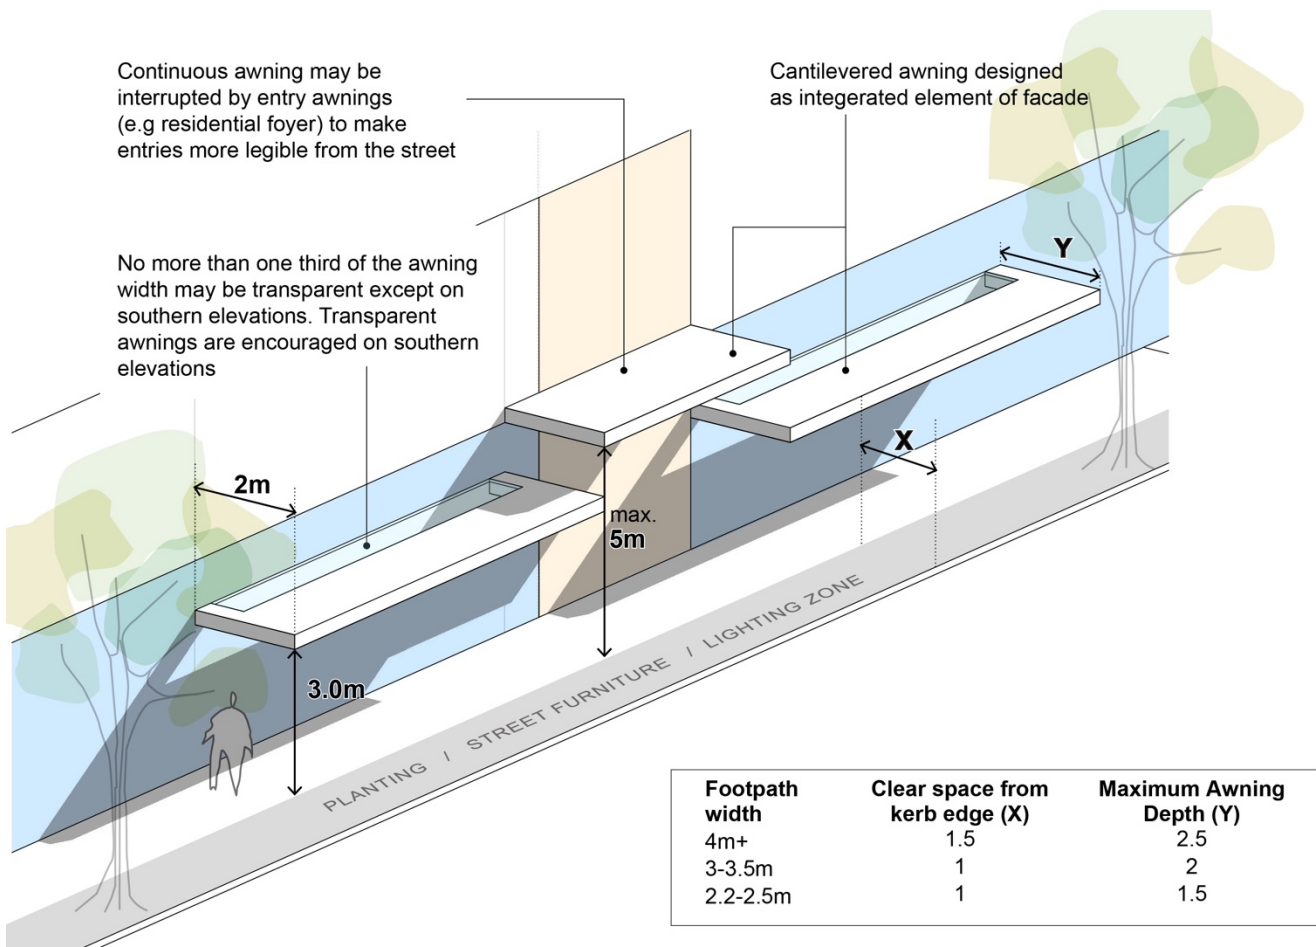 Continuous awning may be
interrupted by entry awnings
(e.g residential foyer) to make
entries more legible from the street
Cantilevered awning designed
as integerated element of facade
No more than one third of the awning
width may be transparent except on
southern elevations. Transparent
awnings are encouraged on southern
elevations
Y
X
2m
max.
5m
3.0m
PLANTING / STREET FURNITURE / LIGHTING ZONE
Footpath width Clear space from kerb edge (X) Maximum Awning Depth (Y)
4m+ 1.5 2.5
3-3.5m 1 2
2.2-2.5m 1 1.5